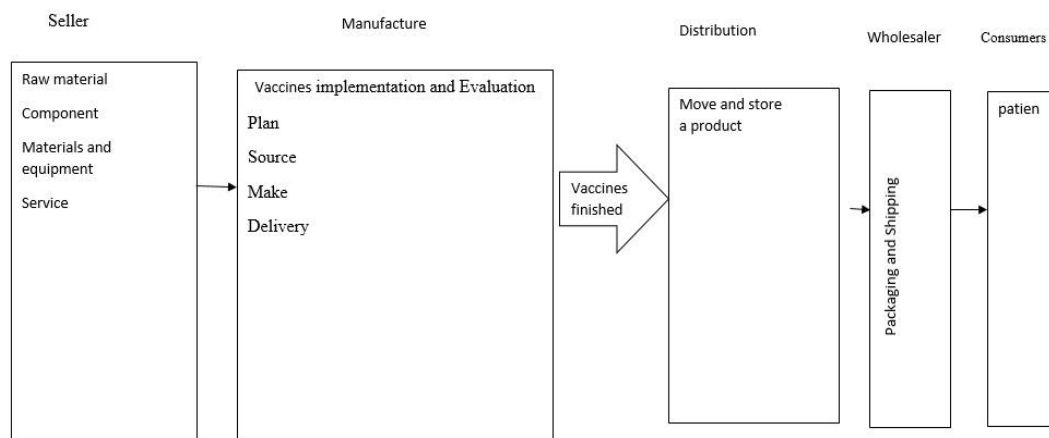 Seller
Manufacture
Distribution
Wholesaler
Consumers
Raw material
Component
Materials and
equipment
Service
Vaccines implementation and Evaluation
Plan
Source
Make
Delivery
Vaccines
finished
Move and store
a product
Packaging and Shipping
patien